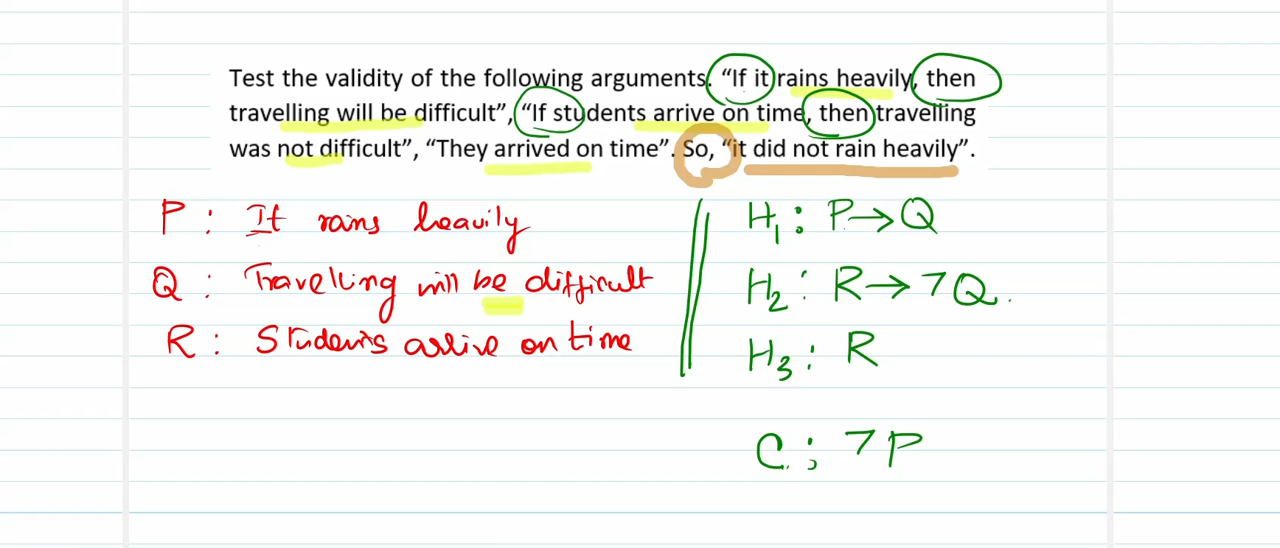 Test the validity of the following arguments. “If it rains heavily, then
travelling will be difficult”, “If students arrive on time, then travelling
was not difficult”, “They arrived on time”. So, “it did not rain heavily”.
P : It rains heavily
Q : Travelling will be difficult
R : Students arrive on time
H₁ : P → Q
H₂ : R → ㄱQ.
H₃ : R
C : ㄱP